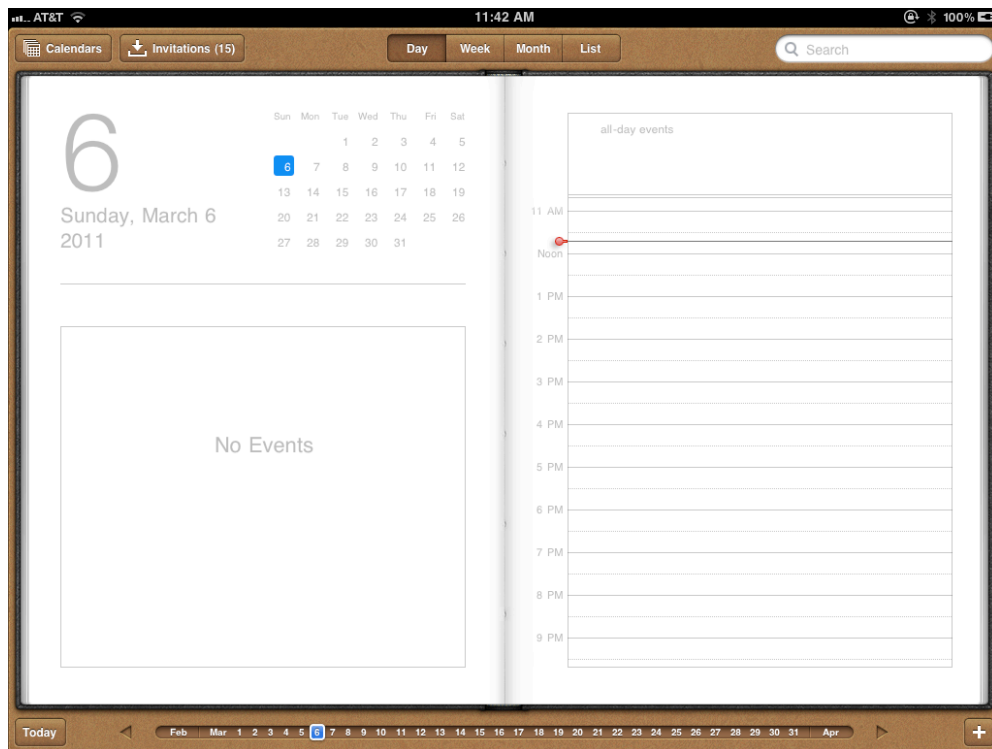 AT&T 11:42 AM 100%
Calendars Invitations (15) Day Week Month List Search
6
Sunday, March 6
2011
Sun Mon Tue Wed Thu Fri Sat
1 2 3 4 5
6 7 8 9 10 11 12
13 14 15 16 17 18 19
20 21 22 23 24 25 26
27 28 29 30 31
No Events
all-day events
11 AM
Noon
1 PM
2 PM
3 PM
4 PM
5 PM
6 PM
7 PM
8 PM
9 PM
Today Feb Mar 1 2 3 4 5 6 7 8 9 10 11 12 13 14 15 16 17 18 19 20 21 22 23 24 25 26 27 28 29 30 31 Apr +